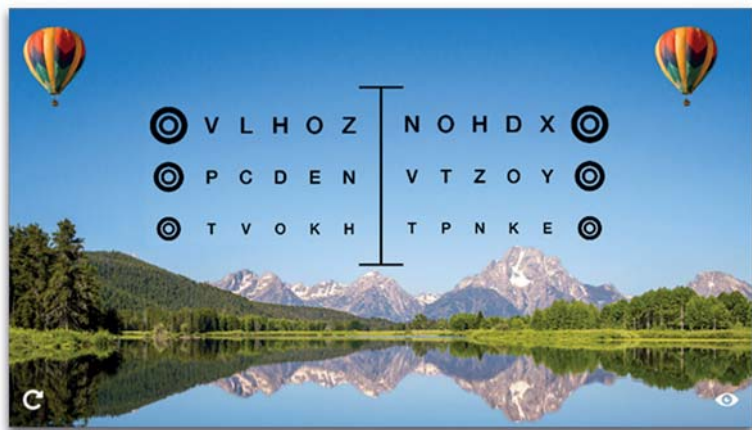 V L H O Z N O H D X
P C D E N V T Z O Y
T V O K H T P N K E